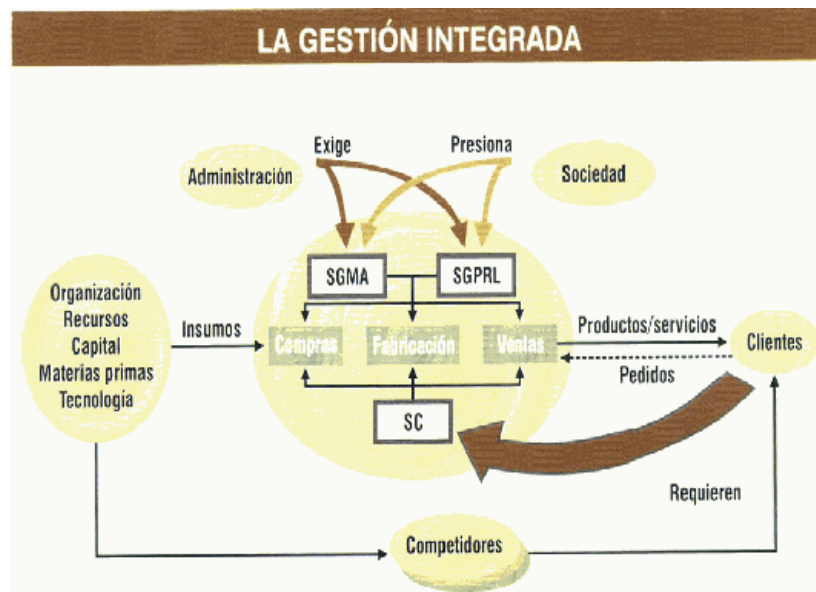 LA GESTIÓN INTEGRADA
Exige
Presiona
Administración
Sociedad
SGMA
SGPRL
Organización
Recursos
Capital
Materias primas
Tecnología
Insumos
Compras
Fabricación
Ventas
Productos/servicios
Pedidos
Clientes
SC
Requieren
Competidores